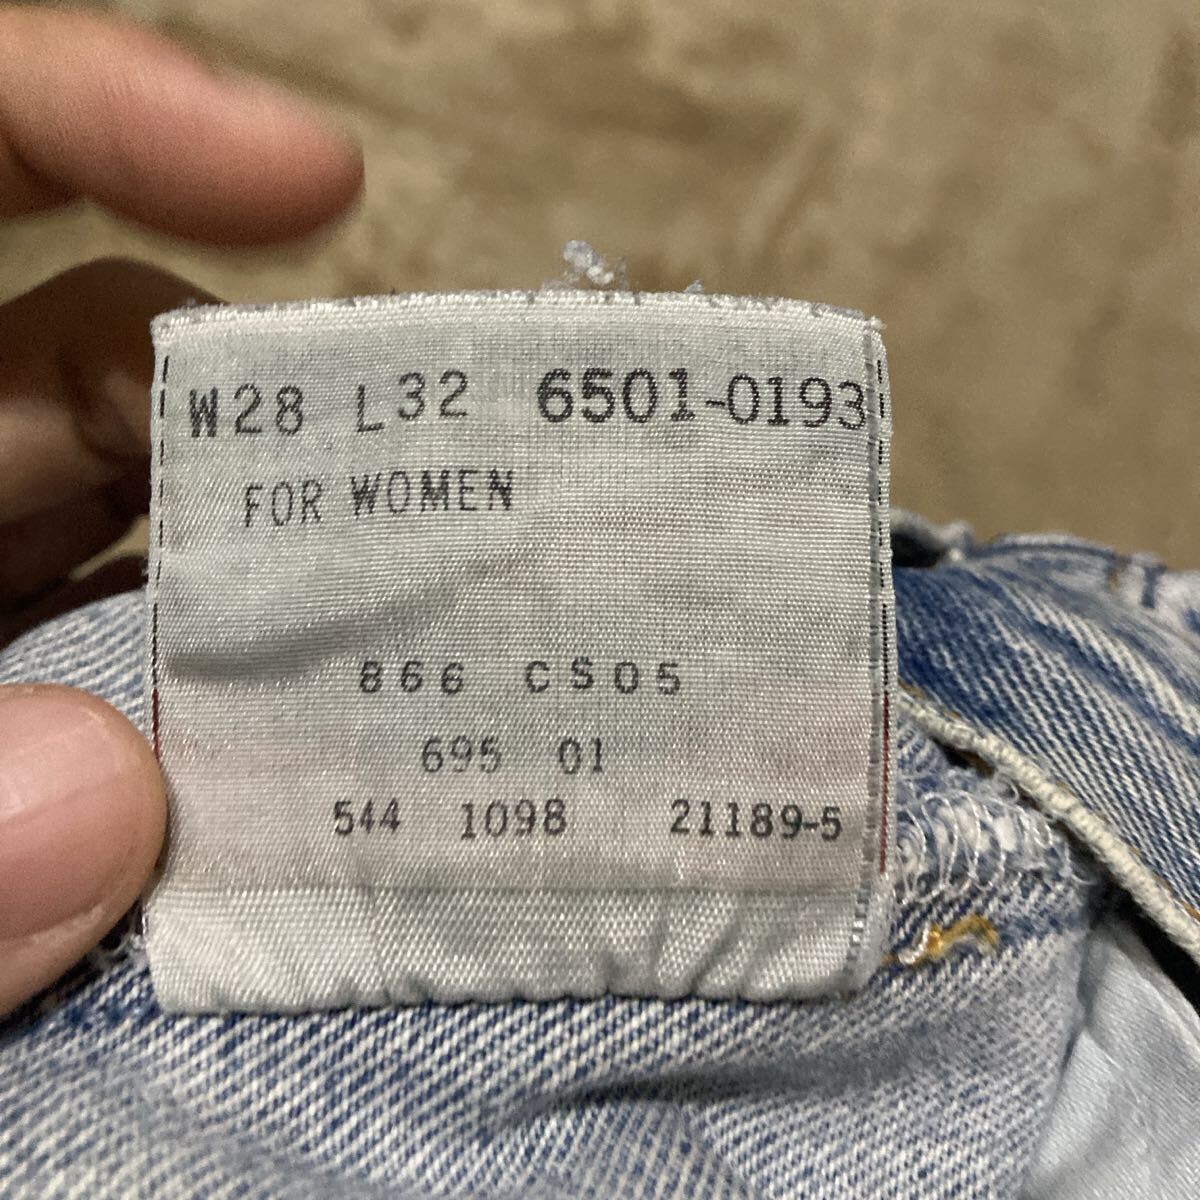 W28 L32 6501-0193
FOR WOMEN
866 CS05
695 01
544 1098 21189-5